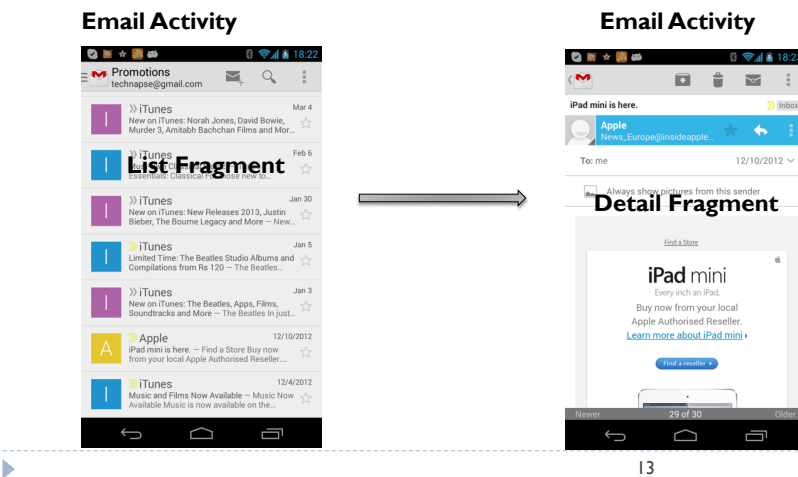 Email Activity
Email Activity
18:22
Promotions
technapse@gmail.com
I
iTunes
Mar 4
New on iTunes: Norah Jones, David Bowie,
Murder 3, Amitabh Bachchan Films and Mor...
I
iTunes
Feb 6
Essentials: Classical For those new to...
List Fragment
I
iTunes
Jan 30
New on iTunes: New Releases 2013, Justin
Bieber, The Bourne Legacy and More – New...
I
iTunes
Jan 5
Limited Time: The Beatles Studio Albums and
Compilations from Rs 120 – The Beatles...
I
iTunes
Jan 3
New on iTunes: The Beatles, Apps, Films,
Soundtracks and More – The Beatles In just...
A
Apple
12/10/2012
iPad mini is here. – Find a Store Buy now
from your local Apple Authorised Reseller....
I
iTunes
12/4/2012
Music and Films Now Available – Music Now
Available Music is now available on the...
18:22
iPad mini is here.
Inbox
Apple
News_Europe@insideapple...
To: me
12/10/2012
Always show pictures from this sender
Detail Fragment
Find a Store
iPad mini
Every inch an iPad.
Buy now from your local
Apple Authorised Reseller.
Learn more about iPad mini
Find a reseller
Newer
29 of 30
Older
13